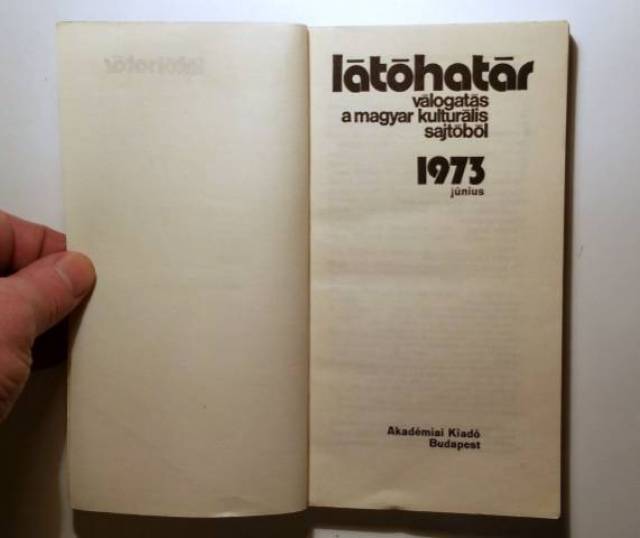 látóhatár
válogatás
a magyar kulturális
sajtóból
1973
június
Akadémiai Kiadó
Budapest